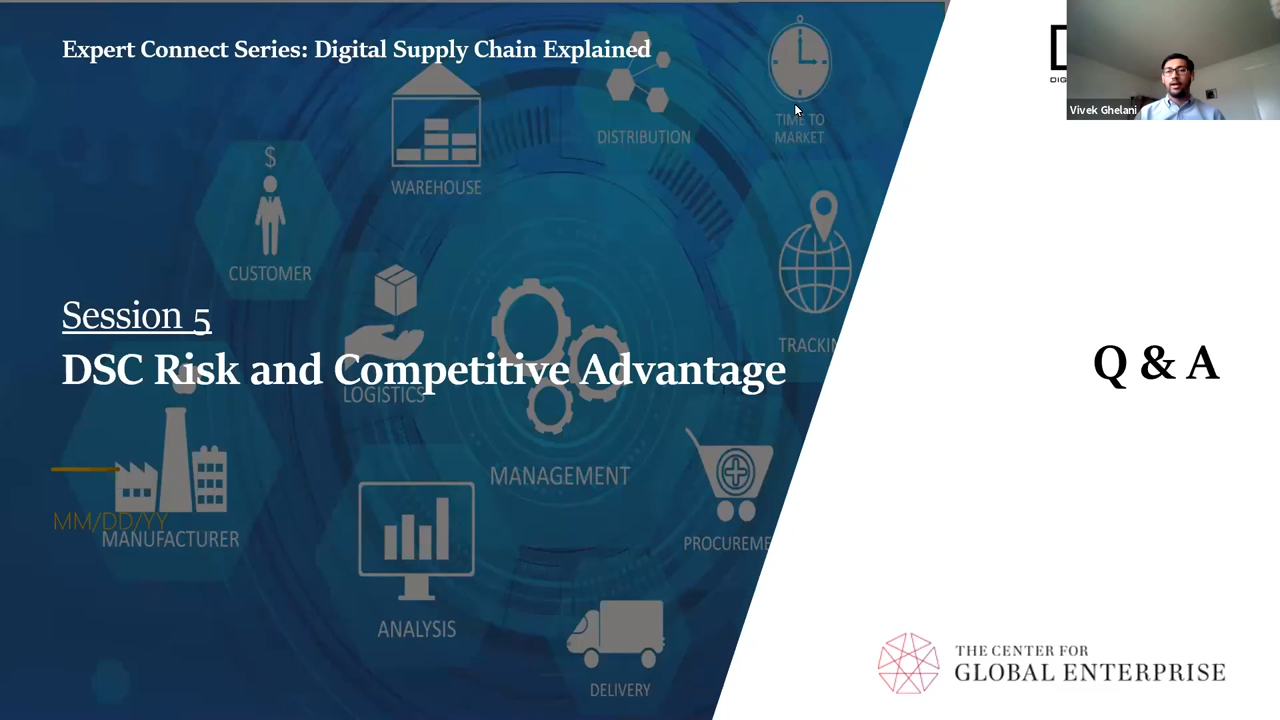 Expert Connect Series: Digital Supply Chain Explained
DIG
Vivek Ghelani
$
WAREHOUSE
DISTRIBUTION
TIME TO
MARKET
CUSTOMER
Session 5
DSC Risk and Competitive Advantage
TRACKIN
LOGISTICS
Q & A
MANAGEMENT
MM/DD/YY
MANUFACTURER
PROCUREME
ANALYSIS
DELIVERY
THE CENTER FOR
GLOBAL ENTERPRISE